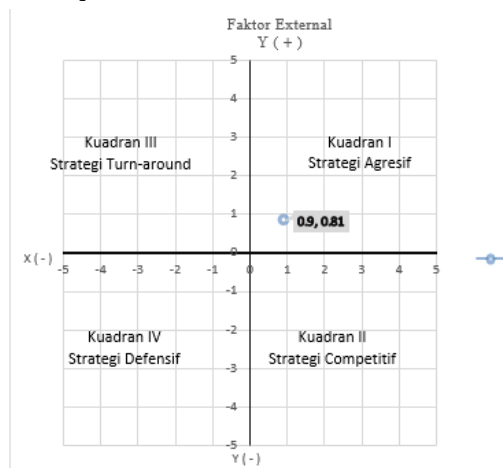 Faktor External
Y ( + )
5
4
Kuadran III
Strategi Turn-around
3
Kuadran I
Strategi Agresif
2
1
0.9, 0.81
X ( - )
0
-5 -4 -3 -2 -1 0 1 2 3 4 5
-1
Kuadran IV
Strategi Defensif
-2
Kuadran II
Strategi Competitif
-3
-4
-5
Y ( - )